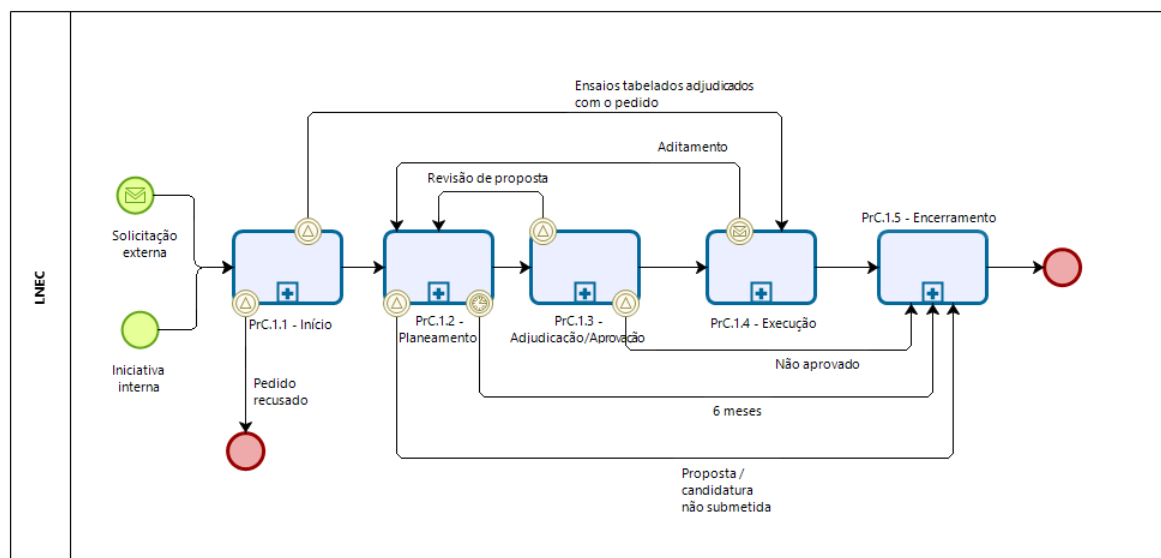 LNEC
Ensaios tabelados adjudicados
com o pedido
Aditamento
Revisão de proposta
Solicitação
externa
Iniciativa
interna
PrC.1.1 - Início
PrC.1.2 -
Planeamento
PrC.1.3 -
Adjudicação/Aprovação
PrC.1.4 - Execução
PrC.1.5 - Encerramento
Pedido
recusado
Não aprovado
6 meses
Proposta /
candidatura
não submetida